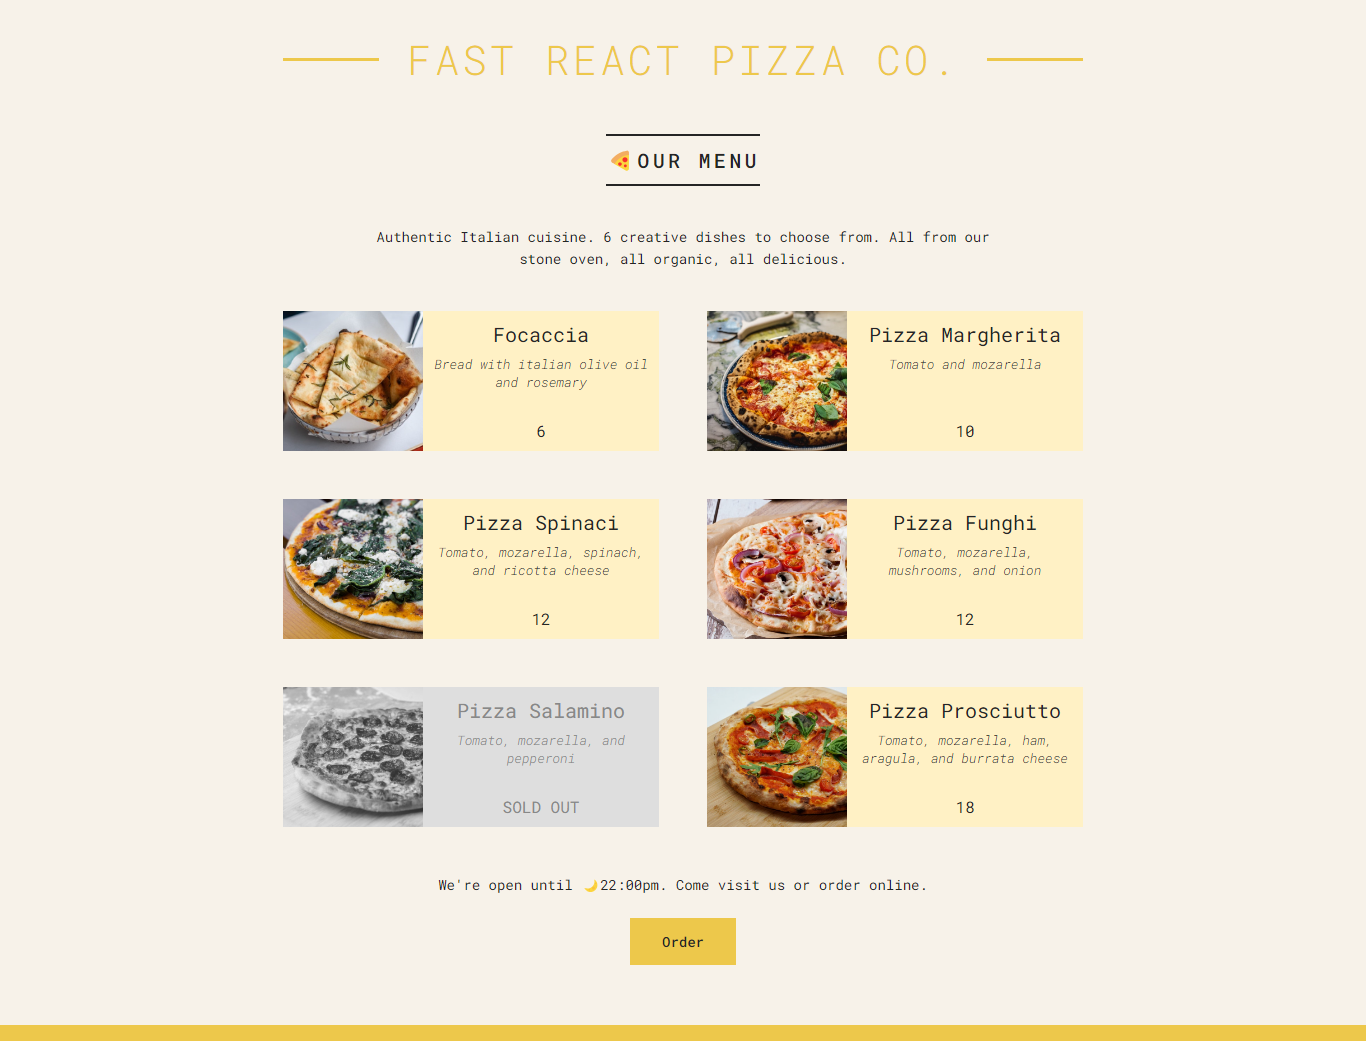 FAST REACT PIZZA CO.
🍕OUR MENU
Authentic Italian cuisine. 6 creative dishes to choose from. All from our
stone oven, all organic, all delicious.
Focaccia
Bread with italian olive oil
and rosemary
6
Pizza Margherita
Tomato and mozarella
10
Pizza Spinaci
Tomato, mozarella, spinach,
and ricotta cheese
12
Pizza Funghi
Tomato, mozarella,
mushrooms, and onion
12
Pizza Salamino
Tomato, mozarella, and
pepperoni
SOLD OUT
Pizza Prosciutto
Tomato, mozarella, ham,
aragula, and burrata cheese
18
We're open until 🌙22:00pm. Come visit us or order online.
Order